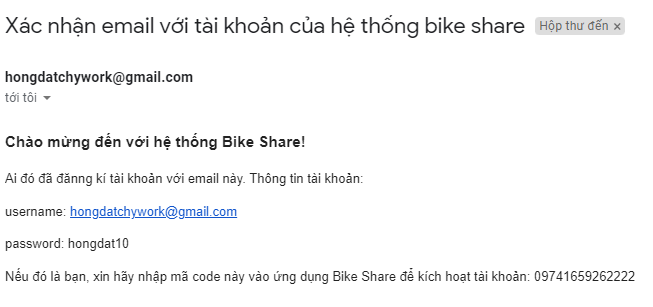 Xác nhận email với tài khoản của hệ thống bike share Hộp thư đến ×
hongdatchywork@gmail.com
tới tôi
Chào mừng đến với hệ thống Bike Share!
Ai đó đã đănng kí tài khoản với email này. Thông tin tài khoản:
username: hongdatchywork@gmail.com
password: hongdat10
Nếu đó là bạn, xin hãy nhập mã code này vào ứng dụng Bike Share để kích hoạt tài khoản: 09741659262222